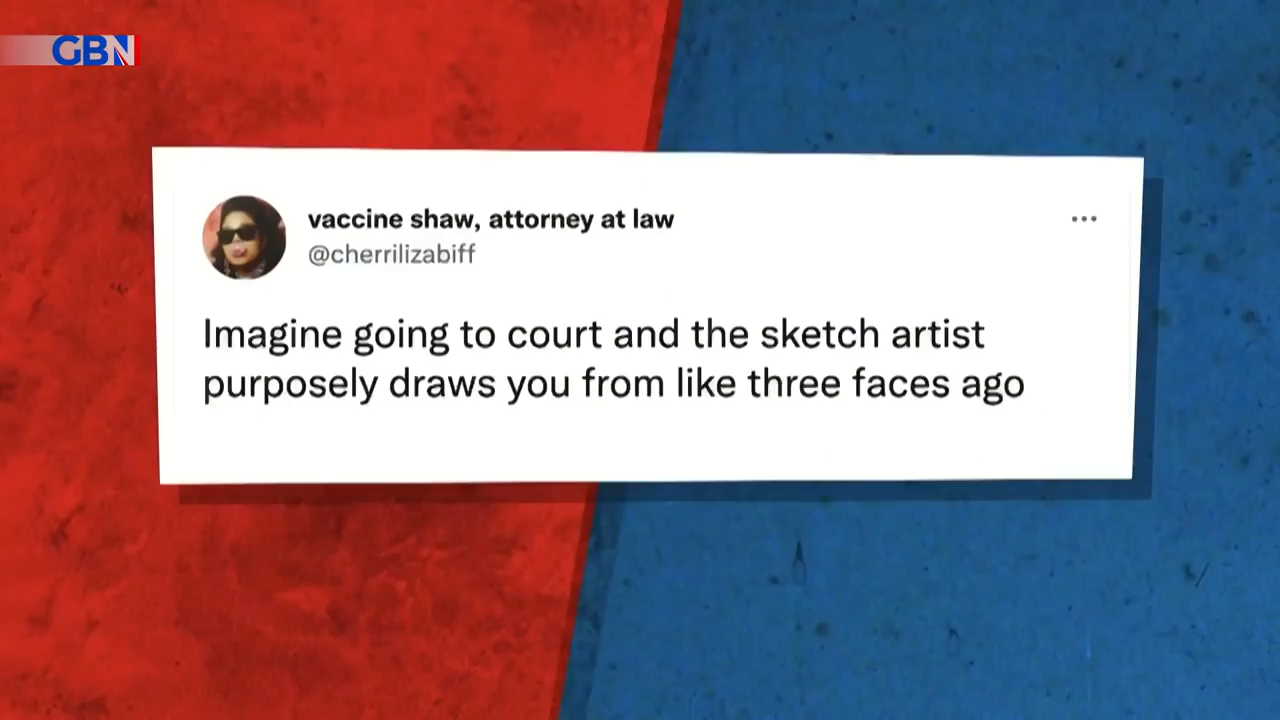 GBN
vaccine shaw, attorney at law
@cherrilizabiff
Imagine going to court and the sketch artist
purposely draws you from like three faces ago